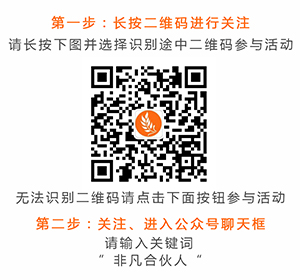 第一步：长按二维码进行关注
请长按下图并选择识别途中二维码参与活动
无法识别二维码请点击下面按钮参与活动
第二步：关注、进入公众号聊天框
请输入关键词
“ 非凡合伙人 “